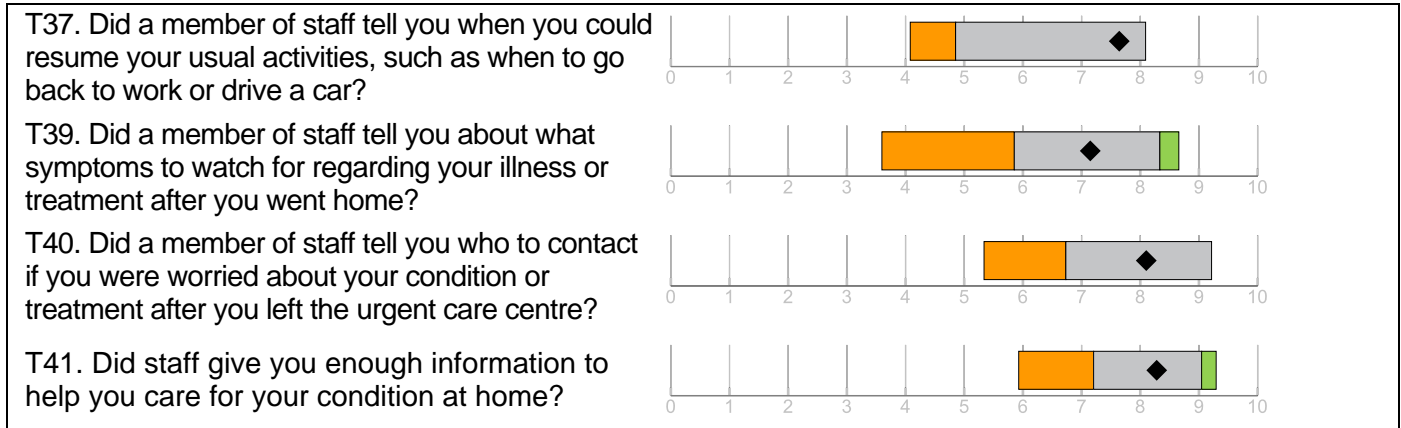 T37. Did a member of staff tell you when you could
resume your usual activities, such as when to go
back to work or drive a car?
0 1 2 3 4 5 6 7 8 9 10
T39. Did a member of staff tell you about what
symptoms to watch for regarding your illness or
treatment after you went home?
0 1 2 3 4 5 6 7 8 9 10
T40. Did a member of staff tell you who to contact
if you were worried about your condition or
treatment after you left the urgent care centre?
0 1 2 3 4 5 6 7 8 9 10
T41. Did staff give you enough information to
help you care for your condition at home?
0 1 2 3 4 5 6 7 8 9 10